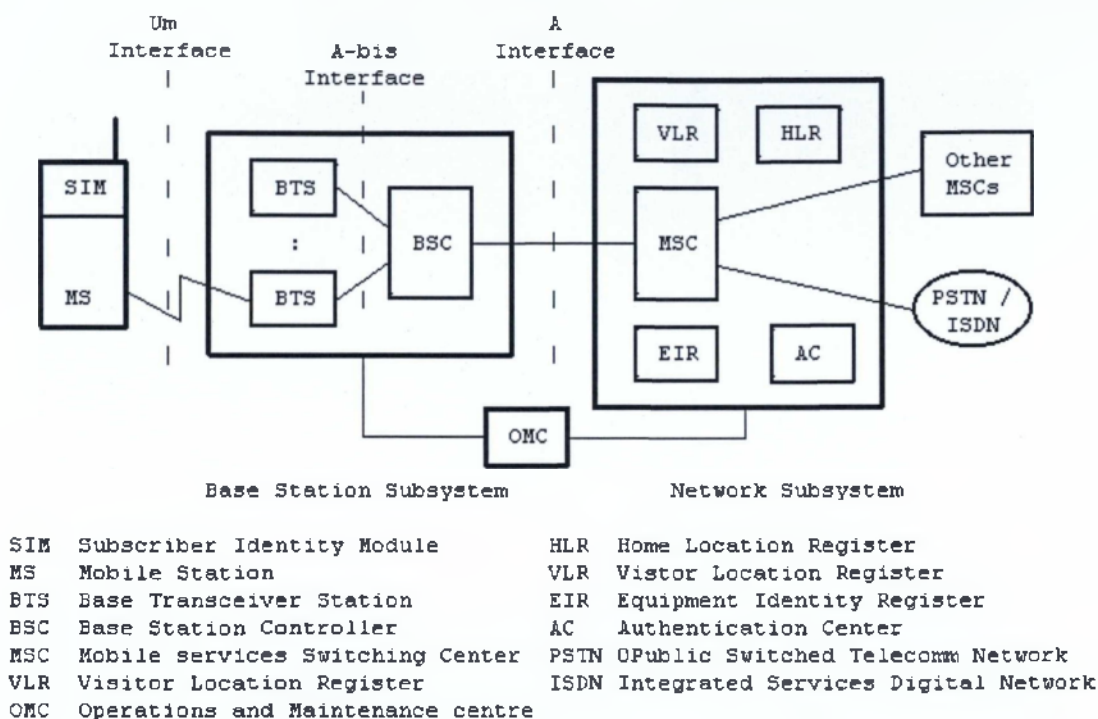 Um
Interface
A-bis
Interface
A
Interface
VLR
HLR
Other
MSCs
SIM
BTS
:
BSC
MSC
MS
BTS
PSTN /
ISDN
EIR
AC
OMC
Base Station Subsystem
Network Subsystem
SIM Subscriber Identity Module
MS Mobile Station
BTS Base Transceiver Station
BSC Base Station Controller
MSC Mobile services Switching Center
VLR Visitor Location Register
OMC Operations and Maintenance centre
HLR Home Location Register
VLR Vistor Location Register
EIR Equipment Identity Register
AC Authentication Center
PSTN OPublic Switched Telecomm Network
ISDN Integrated Services Digital Network